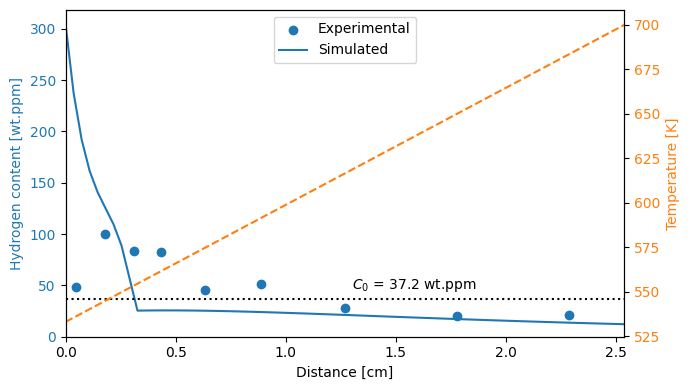 Experimental
Simulated
300
250
200
150
100
50
0
Hydrogen content [wt.ppm]
700
675
650
625
600
575
550
525
Temperature [K]
C₀ = 37.2 wt.ppm
0.0 0.5 1.0 1.5 2.0 2.5
Distance [cm]